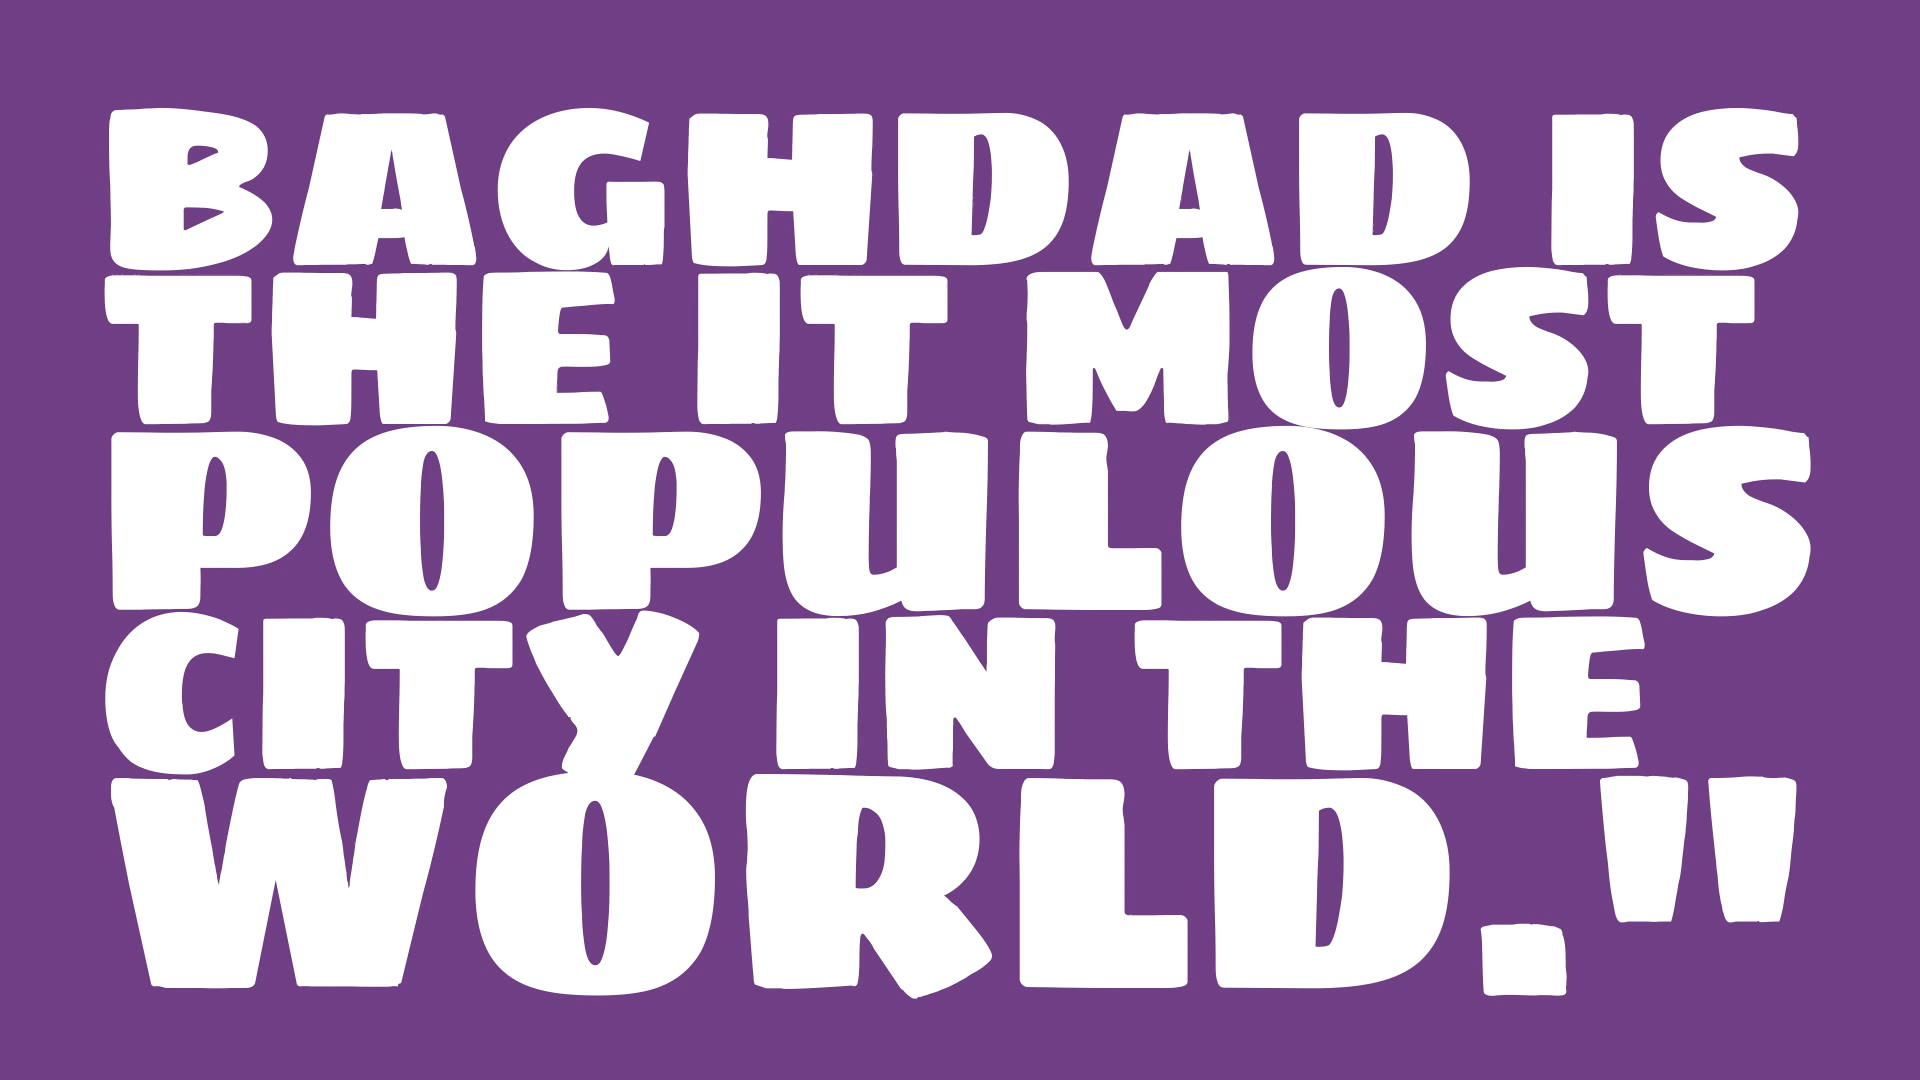 BAGHDAD IS
THE IT MOST
POPULOUS
CITY IN THE
WORLD."